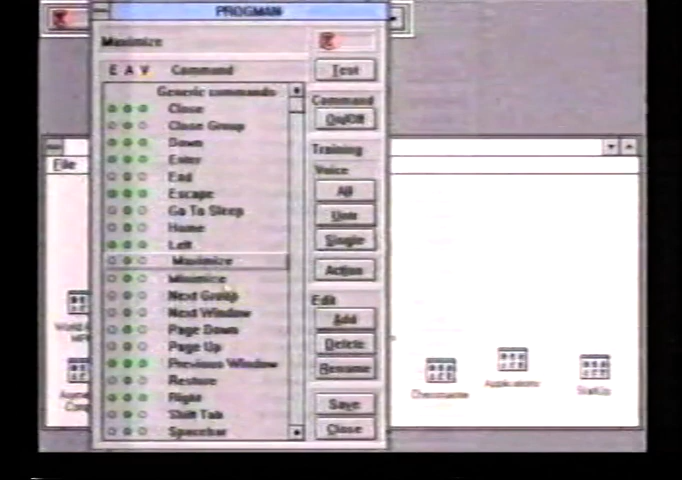 PROGMAN
Maximize
E A V Command
Test
Generic commands
Close
Command
Close Group
On/Off
Down
Training
Enter
Voice
End
All
Escape
Go To Sleep
Untr
Home
Left
Single
Maximize
Action
Minimize
Next Group
Edit
Next Window
Add
Page Down
Page Up
Delete
Previous Window
Rename
Restore
Right
Save
Shift Tab
Spacebar
Close
File
Applications
StartUp